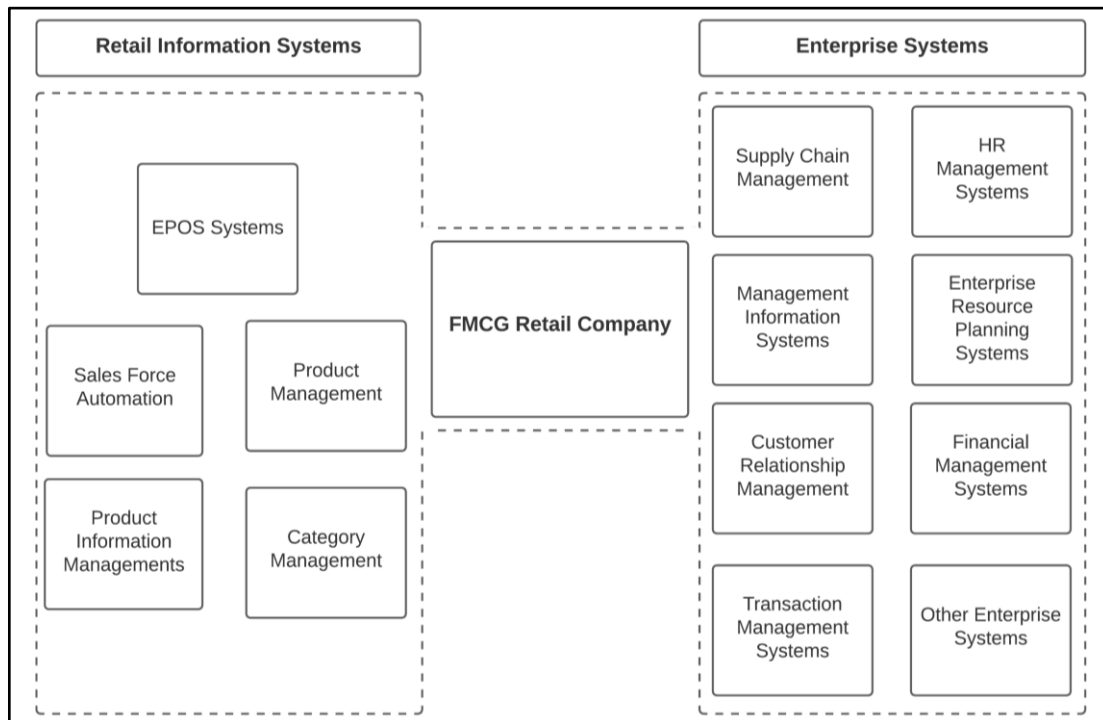 Retail Information Systems
EPOS Systems
Sales Force
Automation
Product
Management
Product
Information
Managements
Category
Management
FMCG Retail Company
Enterprise Systems
Supply Chain
Management
HR
Management
Systems
Management
Information
Systems
Enterprise
Resource
Planning
Systems
Customer
Relationship
Management
Financial
Management
Systems
Transaction
Management
Systems
Other Enterprise
Systems